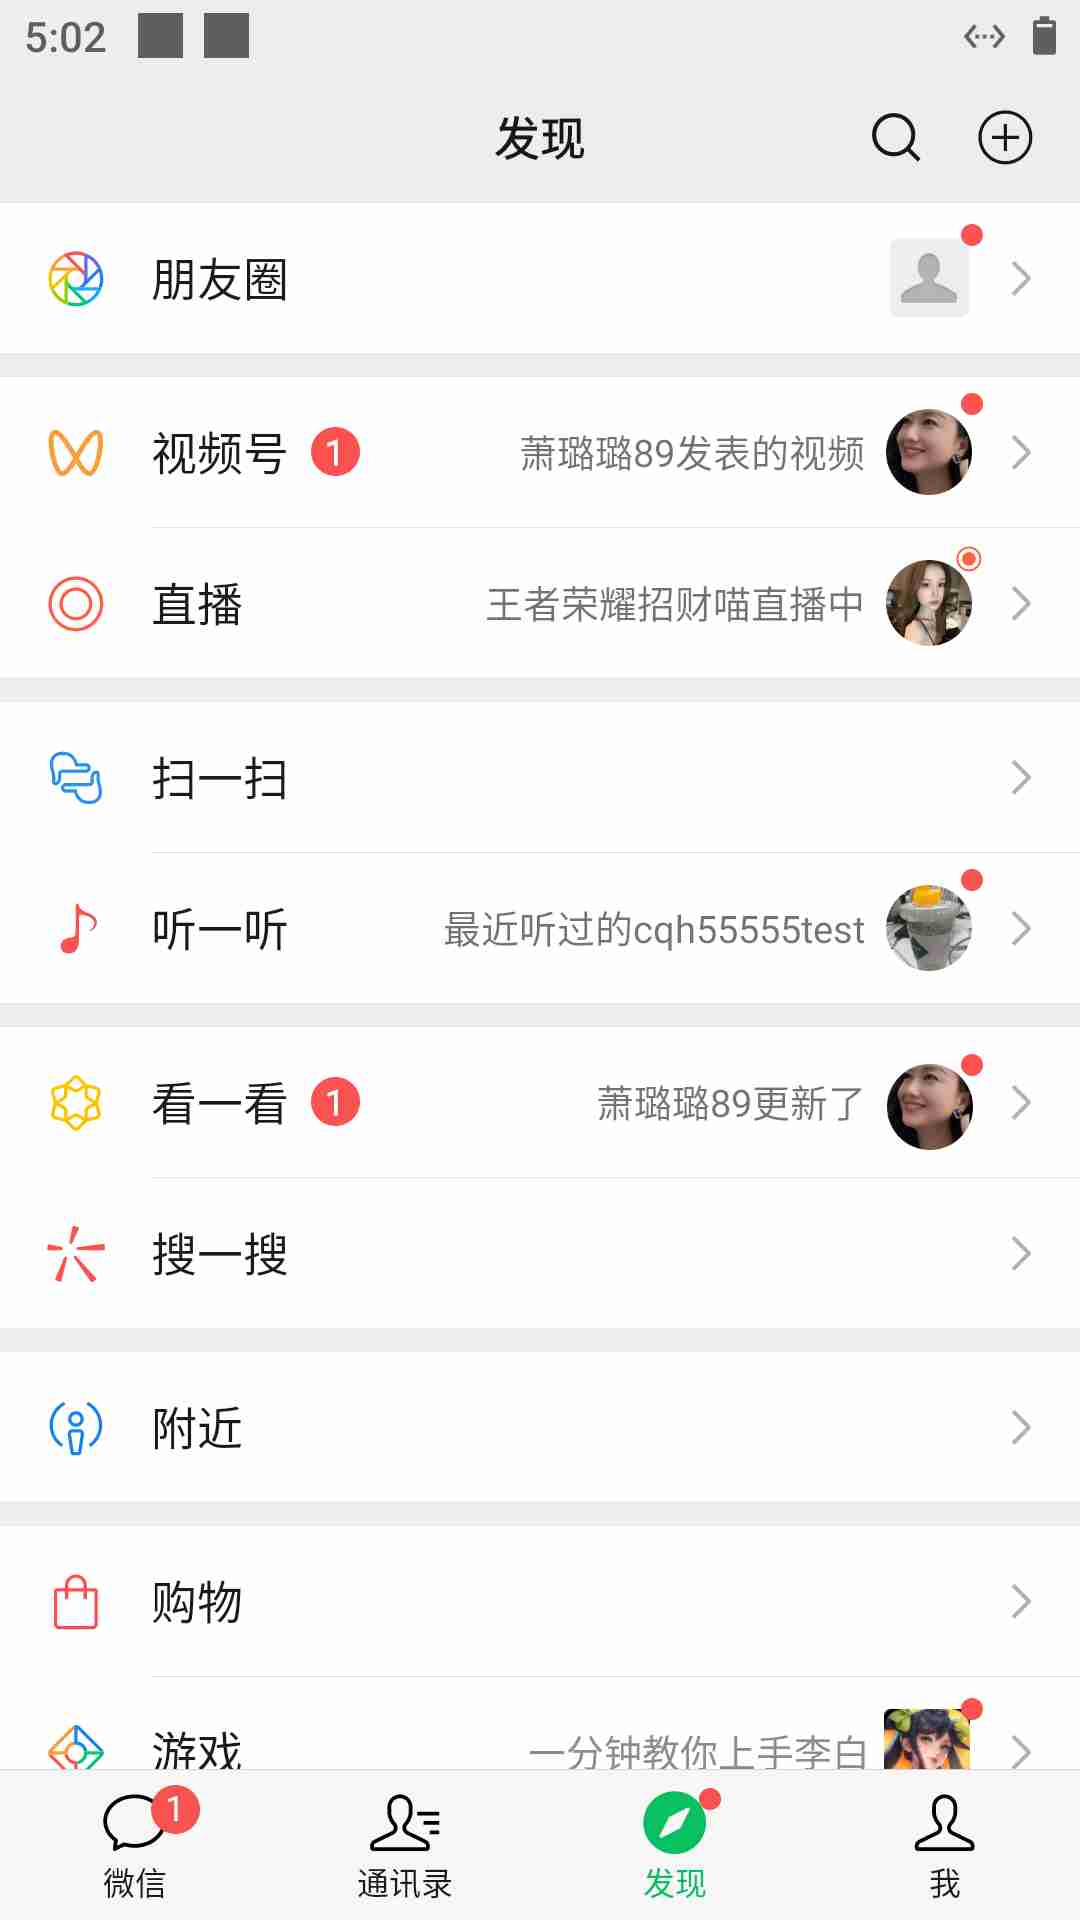 5:02
发现
朋友圈
视频号 1 萧璐璐89发表的视频
直播 王者荣耀招财喵直播中
扫一扫
听一听 最近听过的cqh55555test
看一看 1 萧璐璐89更新了
搜一搜
附近
购物
游戏 一分钟教你上手李白
1
微信 通讯录 发现 我